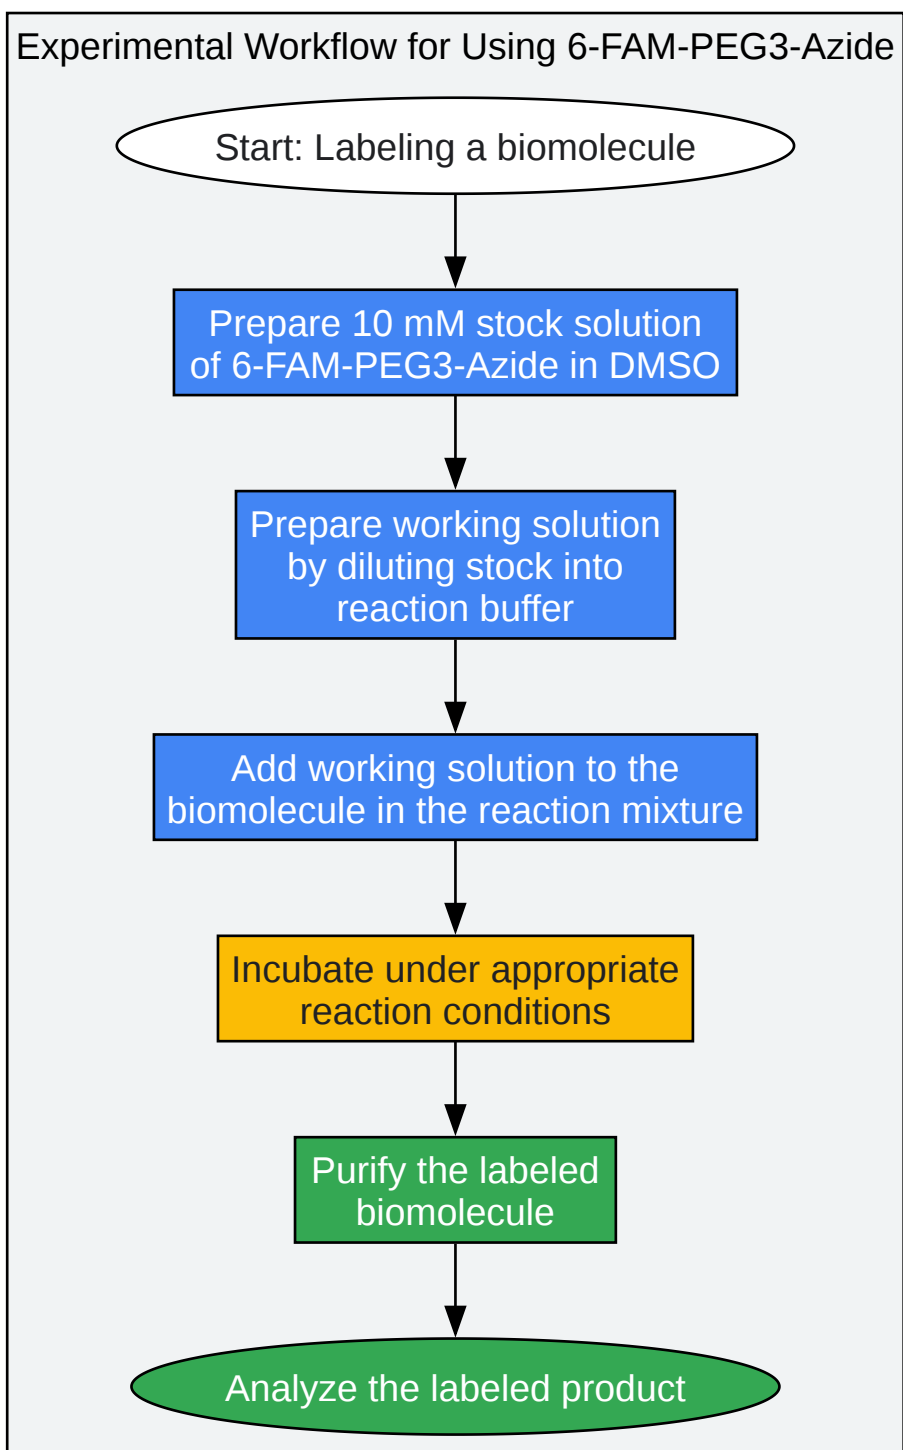 Experimental Workflow for Using 6-FAM-PEG3-Azide
Start: Labeling a biomolecule
Prepare 10 mM stock solution
of 6-FAM-PEG3-Azide in DMSO
Prepare working solution
by diluting stock into
reaction buffer
Add working solution to the
biomolecule in the reaction mixture
Incubate under appropriate
reaction conditions
Purify the labeled
biomolecule
Analyze the labeled product